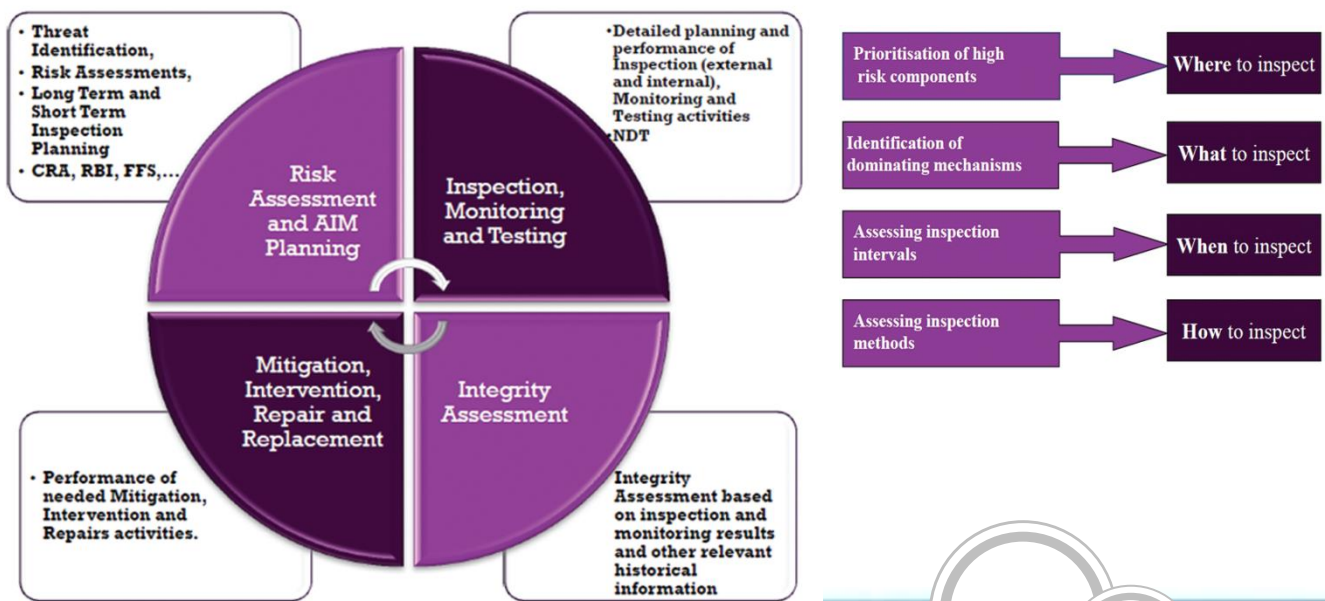 • Threat
Identification,
• Risk Assessments,
• Long Term and
Short Term
Inspection
Planning
• CRA, RBI, FFS,...
•Detailed planning and
performance of
Inspection (external
and internal),
Monitoring and
Testing activities
•NDT
Risk
Assessment
and AIM
Planning
Inspection,
Monitoring
and Testing
Mitigation,
Intervention,
Repair and
Replacement
Integrity
Assessment
• Performance of
needed Mitigation,
Intervention and
Repairs activities.
Integrity
Assessment based
on inspection and
monitoring results
and other relevant
historical
information
Prioritisation of high
risk components
Where to inspect
Identification of
dominating mechanisms
What to inspect
Assessing inspection
intervals
When to inspect
Assessing inspection
methods
How to inspect